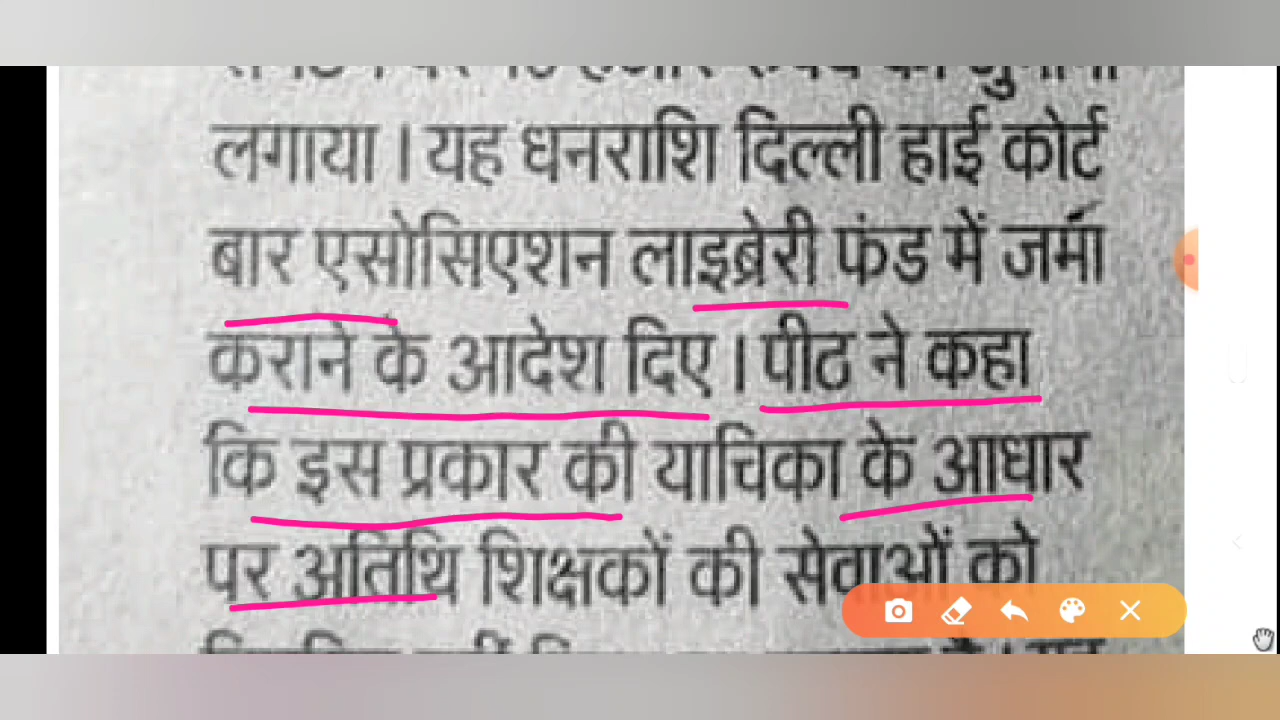 लगाया । यह धनराशि दिल्ली हाई कोर्ट
बार एसोसिएशन लाइब्रेरी फंड में जमा
कराने के आदेश दिए । पीठ ने कहा
कि इस प्रकार की याचिका के आधार
पर अतिथि शिक्षकों की सेवाओं को